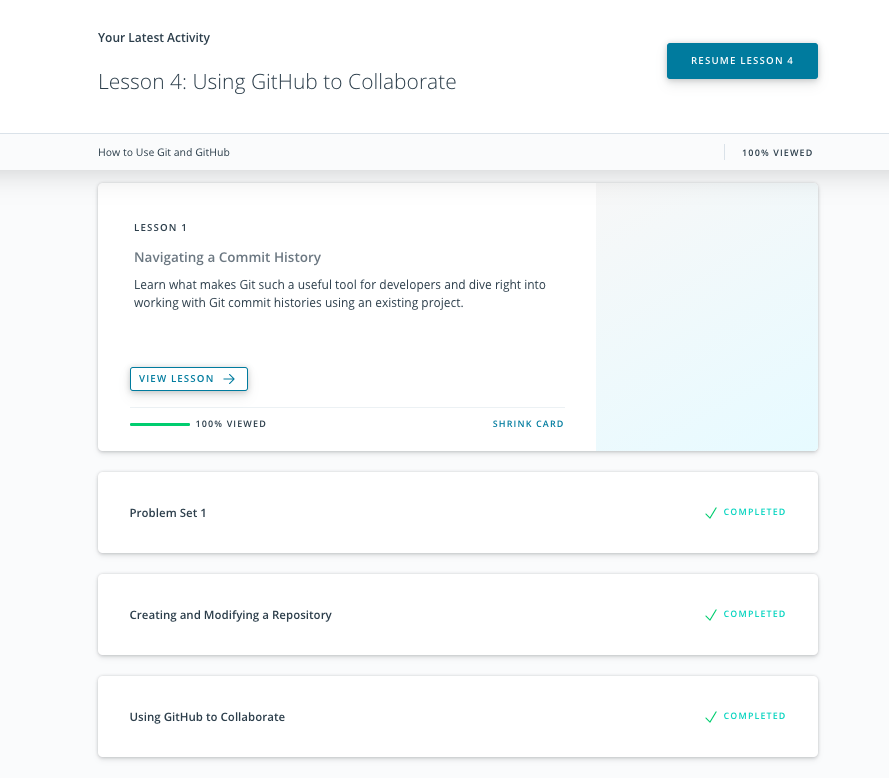 Your Latest Activity
Lesson 4: Using GitHub to Collaborate
RESUME LESSON 4
How to Use Git and GitHub
100% VIEWED
LESSON 1
Navigating a Commit History
Learn what makes Git such a useful tool for developers and dive right into
working with Git commit histories using an existing project.
VIEW LESSON
100% VIEWED
SHRINK CARD
Problem Set 1
COMPLETED
Creating and Modifying a Repository
COMPLETED
Using GitHub to Collaborate
COMPLETED